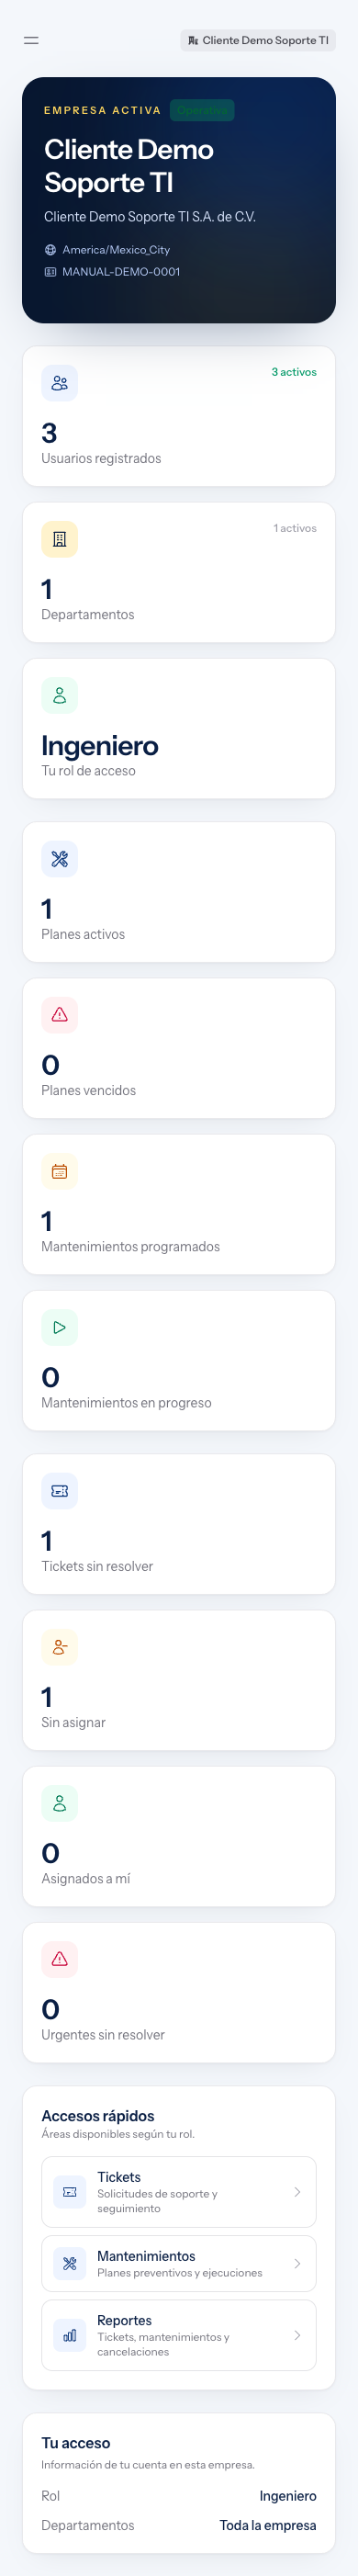 Cliente Demo Soporte TI
EMPRESA ACTIVA Operativa
Cliente Demo
Soporte TI
Cliente Demo Soporte TI S.A. de C.V.
America/Mexico_City
MANUAL-DEMO-0001
3 activos
3
Usuarios registrados
1 activos
1
Departamentos
Ingeniero
Tu rol de acceso
1
Planes activos
0
Planes vencidos
1
Mantenimientos programados
0
Mantenimientos en progreso
1
Tickets sin resolver
1
Sin asignar
0
Asignados a mí
0
Urgentes sin resolver
Accesos rápidos
Áreas disponibles según tu rol.
Tickets
Solicitudes de soporte y
seguimiento
Mantenimientos
Planes preventivos y ejecuciones
Reportes
Tickets, mantenimientos y
cancelaciones
Tu acceso
Información de tu cuenta en esta empresa.
Rol Ingeniero
Departamentos Toda la empresa